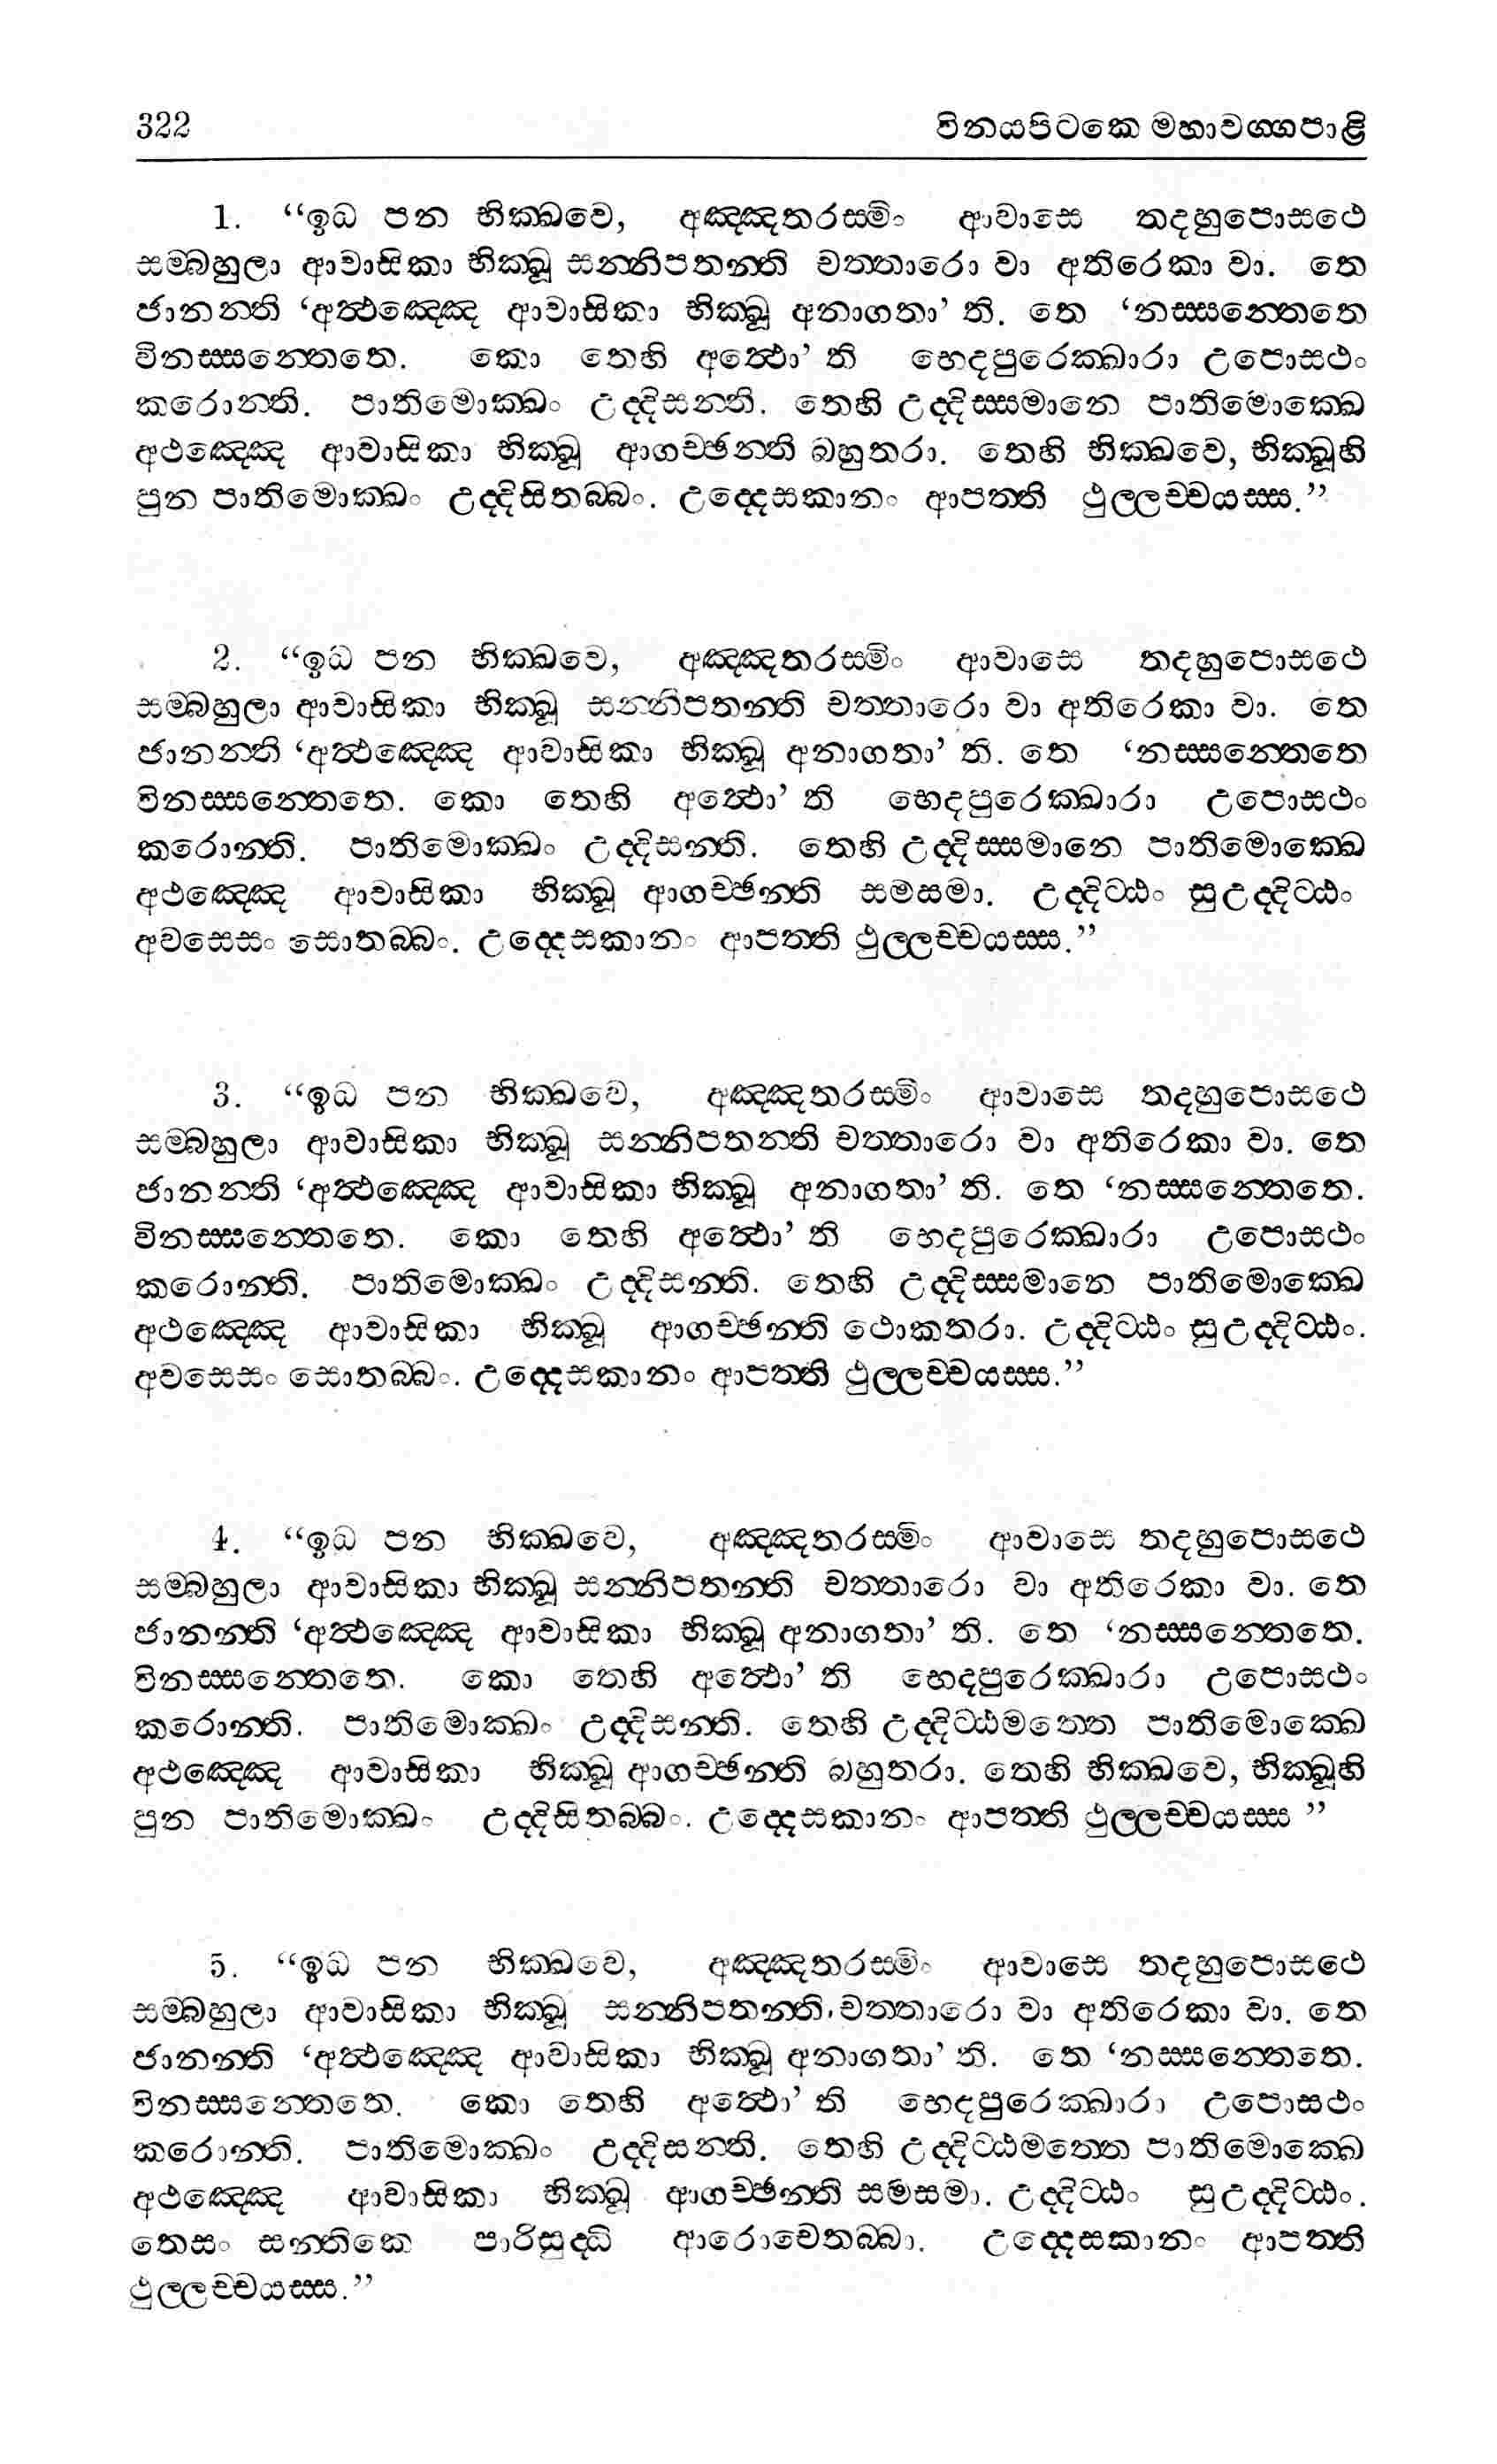 322 විනයපිටකෙ මහාවග්ගපාළි
1. “ඉධ පන භික්ඛවෙ, අඤ්ඤතරස්මිං ආවාසෙ තදහුපොසථෙ
සම්බහුලා ආවාසිකා භික්ඛූ සන්නිපතන්ති චත්තාරො වා අතිරෙකා වා. තෙ
ජානන්ති ‘අත්ථඤ්ඤෙ ආවාසිකා භික්ඛූ අනාගතා’ ති. තෙ ‘නස්සන්තෙතෙ
විනස්සන්තෙතෙ. කො තෙහි අත්ථො’ ති භෙදපුරෙක්ඛාරා උපොසථං
කරොන්ති. පාතිමොක්ඛං උද්දිසන්ති. තෙහි උද්දිස්සමානෙ පාතිමොක්ඛෙ
අථඤ්ඤෙ ආවාසිකා භික්ඛූ ආගච්ඡන්ති බහුතරා. තෙහි භික්ඛවෙ, භික්ඛූහි
පුන පාතිමොක්ඛං උද්දිසිතබ්බං. උද්දෙසකානං ආපත්ති ථුල්ලච්චයස්ස.”
2. “ඉධ පන භික්ඛවෙ, අඤ්ඤතරස්මිං ආවාසෙ තදහුපොසථෙ
සම්බහුලා ආවාසිකා භික්ඛූ සන්නිපතන්ති චත්තාරො වා අතිරෙකා වා. තෙ
ජානන්ති ‘අත්ථඤ්ඤෙ ආවාසිකා භික්ඛූ අනාගතා’ ති. තෙ ‘නස්සන්තෙතෙ
විනස්සන්තෙතෙ. කො තෙහි අත්ථො’ ති භෙදපුරෙක්ඛාරා උපොසථං
කරොන්ති. පාතිමොක්ඛං උද්දිසන්ති. තෙහි උද්දිස්සමානෙ පාතිමොක්ඛෙ
අථඤ්ඤෙ ආවාසිකා භික්ඛූ ආගච්ඡන්ති සමසමා. උද්දිට්ඨං සුඋද්දිට්ඨං
අවසෙසං සොතබ්බං. උද්දෙසකානං ආපත්ති ථුල්ලච්චයස්ස.”
3. “ඉධ පන භික්ඛවෙ, අඤ්ඤතරස්මිං ආවාසෙ තදහුපොසථෙ
සම්බහුලා ආවාසිකා භික්ඛූ සන්නිපතන්ති චත්තාරො වා අතිරෙකා වා. තෙ
ජානන්ති ‘අත්ථඤ්ඤෙ ආවාසිකා භික්ඛූ අනාගතා’ ති. තෙ ‘නස්සන්තෙතෙ.
විනස්සන්තෙතෙ. කො තෙහි අත්ථො’ ති භෙදපුරෙක්ඛාරා උපොසථං
කරොන්ති. පාතිමොක්ඛං උද්දිසන්ති. තෙහි උද්දිස්සමානෙ පාතිමොක්ඛෙ
අථඤ්ඤෙ ආවාසිකා භික්ඛූ ආගච්ඡන්ති ථොකතරා. උද්දිට්ඨං සුඋද්දිට්ඨං.
අවසෙසං සොතබ්බං. උද්දෙසකානං ආපත්ති ථුල්ලච්චයස්ස.”
4. “ඉධ පන භික්ඛවෙ, අඤ්ඤතරස්මිං ආවාසෙ තදහුපොසථෙ
සම්බහුලා ආවාසිකා භික්ඛූ සන්නිපතන්ති චත්තාරො වා අතිරෙකා වා. තෙ
ජානන්ති ‘අත්ථඤ්ඤෙ ආවාසිකා භික්ඛූ අනාගතා’ ති. තෙ ‘නස්සන්තෙතෙ.
විනස්සන්තෙතෙ. කො තෙහි අත්ථො’ ති භෙදපුරෙක්ඛාරා උපොසථං
කරොන්ති. පාතිමොක්ඛං උද්දිසන්ති. තෙහි උද්දිට්ඨමත්තෙ පාතිමොක්ඛෙ
අථඤ්ඤෙ ආවාසිකා භික්ඛූ ආගච්ඡන්ති බහුතරා. තෙහි භික්ඛවෙ, භික්ඛූහි
පුන පාතිමොක්ඛං උද්දිසිතබ්බං. උද්දෙසකානං ආපත්ති ථුල්ලච්චයස්ස ”
5. “ඉධ පන භික්ඛවෙ, අඤ්ඤතරස්මිං ආවාසෙ තදහුපොසථෙ
සම්බහුලා ආවාසිකා භික්ඛූ සන්නිපතන්ති චත්තාරො වා අතිරෙකා වා. තෙ
ජානන්ති ‘අත්ථඤ්ඤෙ ආවාසිකා භික්ඛූ අනාගතා’ ති. තෙ ‘නස්සන්තෙතෙ.
විනස්සන්තෙතෙ. කො තෙහි අත්ථො’ ති භෙදපුරෙක්ඛාරා උපොසථං
කරොන්ති. පාතිමොක්ඛං උද්දිසන්ති. තෙහි උද්දිට්ඨමත්තෙ පාතිමොක්ඛෙ
අථඤ්ඤෙ ආවාසිකා භික්ඛූ ආගච්ඡන්ති සමසමා. උද්දිට්ඨං සුඋද්දිට්ඨං.
තෙසං සන්තිකෙ පාරිසුද්ධි ආරොචෙතබ්බා. උද්දෙසකානං ආපත්ති
ථුල්ලච්චයස්ස.”